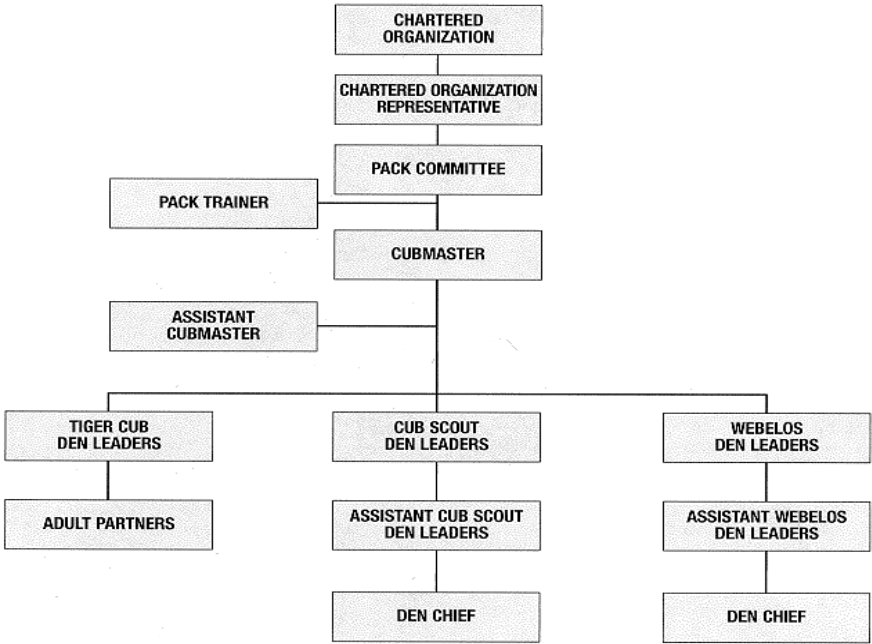 CHARTERED
ORGANIZATION
CHARTERED ORGANIZATION
REPRESENTATIVE
PACK COMMITTEE
PACK TRAINER
CUBMASTER
ASSISTANT
CUBMASTER
TIGER CUB
DEN LEADERS
CUB SCOUT
DEN LEADERS
WEBELOS
DEN LEADERS
ADULT PARTNERS
ASSISTANT CUB SCOUT
DEN LEADERS
ASSISTANT WEBELOS
DEN LEADERS
DEN CHIEF
DEN CHIEF